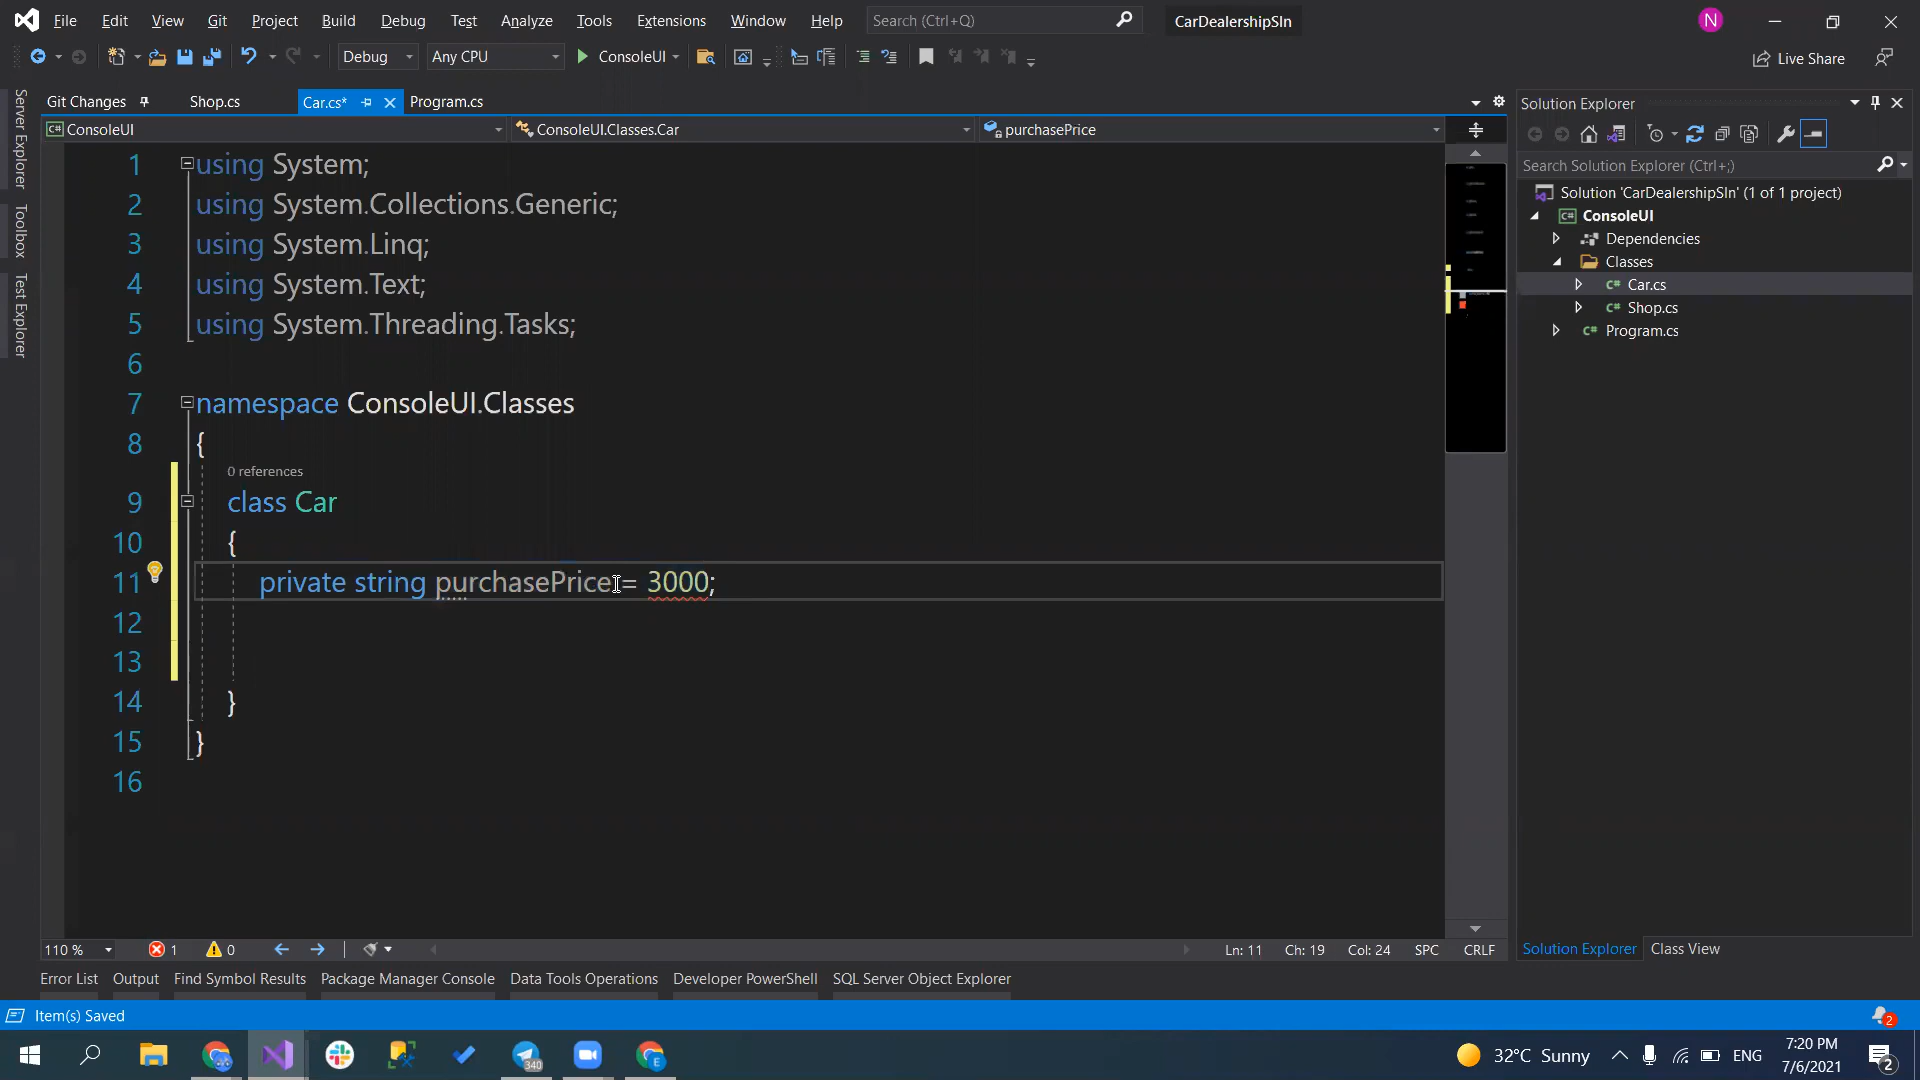 File Edit View Git Project Build Debug Test Analyze Tools Extensions Window Help Search (Ctrl+Q) CarDealershipSln N
Debug Any CPU ConsoleUI Live Share
Server Explorer
Toolbox
Test Explorer
Git Changes Shop.cs Car.cs* Program.cs
ConsoleUI ConsoleUI.Classes.Car purchasePrice
1 using System;
2 using System.Collections.Generic;
3 using System.Linq;
4 using System.Text;
5 using System.Threading.Tasks;
6
7 namespace ConsoleUI.Classes
8 {
0 references
9 class Car
10 {
11 private string purchasePrice = 3000;
12
13
14 }
15 }
16
110 % 1 0 Ln: 11 Ch: 19 Col: 24 SPC CRLF
Solution Explorer
Search Solution Explorer (Ctrl+;)
Solution 'CarDealershipSln' (1 of 1 project)
C# ConsoleUI
Dependencies
Classes
C# Car.cs
C# Shop.cs
C# Program.cs
Solution Explorer Class View
Error List Output Find Symbol Results Package Manager Console Data Tools Operations Developer PowerShell SQL Server Object Explorer
Item(s) Saved 2
340 E 32°C Sunny ENG 7:20 PM
7/6/2021 2